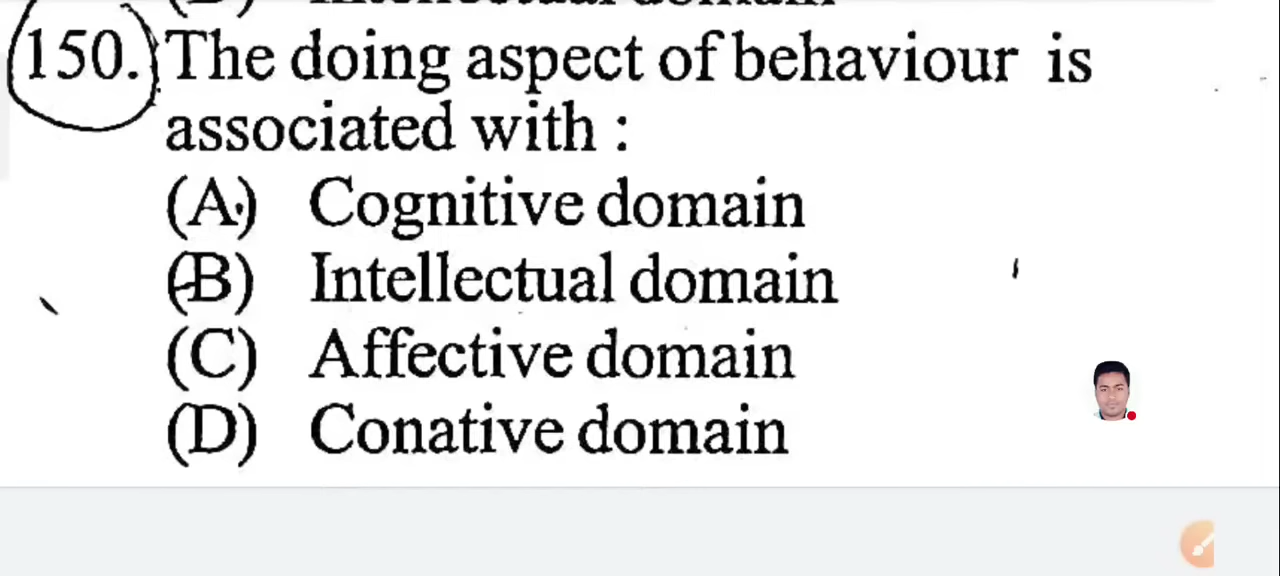 150. The doing aspect of behaviour is
associated with :
(A) Cognitive domain
(B) Intellectual domain
(C) Affective domain
(D) Conative domain